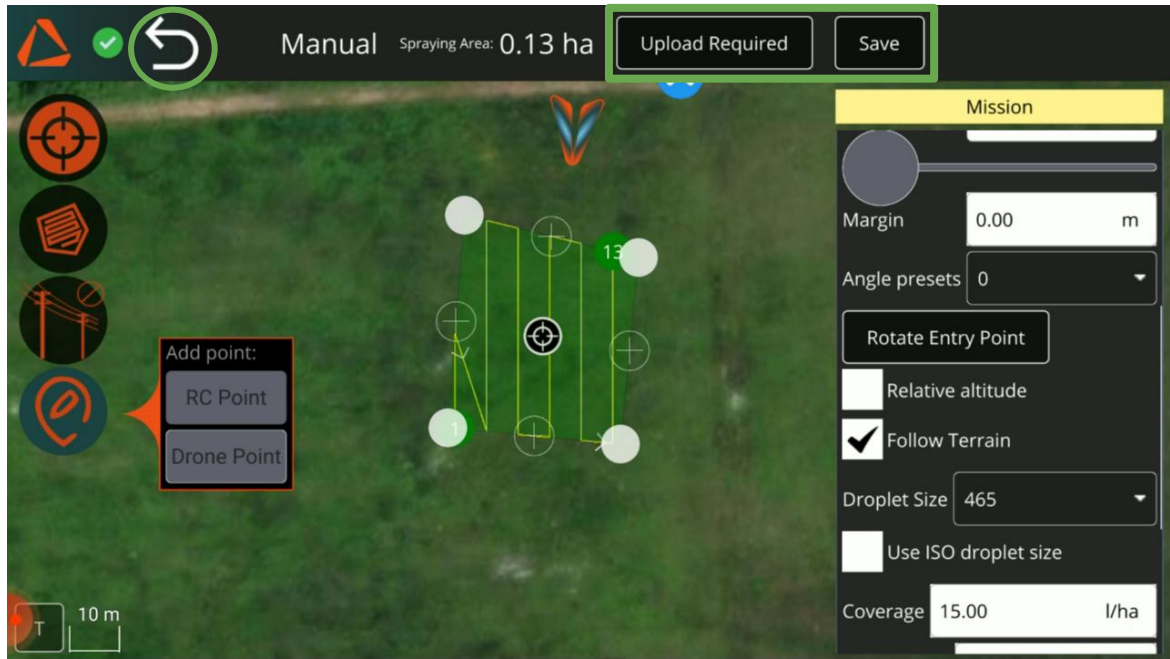 Manual
Spraying Area: 0.13 ha
Upload Required
Save
Mission
Margin
0.00 m
Angle presets
0
Rotate Entry Point
Relative altitude
Follow Terrain
Droplet Size
465
Use ISO droplet size
Coverage
15.00 l/ha
Add point:
RC Point
Drone Point
13
1
T
10 m